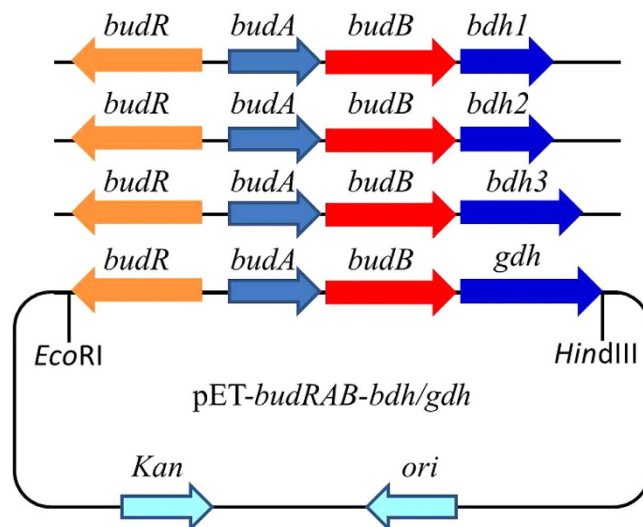 budR budA budB bdh1
budR budA budB bdh2
budR budA budB bdh3
budR budA budB gdh
EcoRI HindIII
pET-budRAB-bdh/gdh
Kan ori